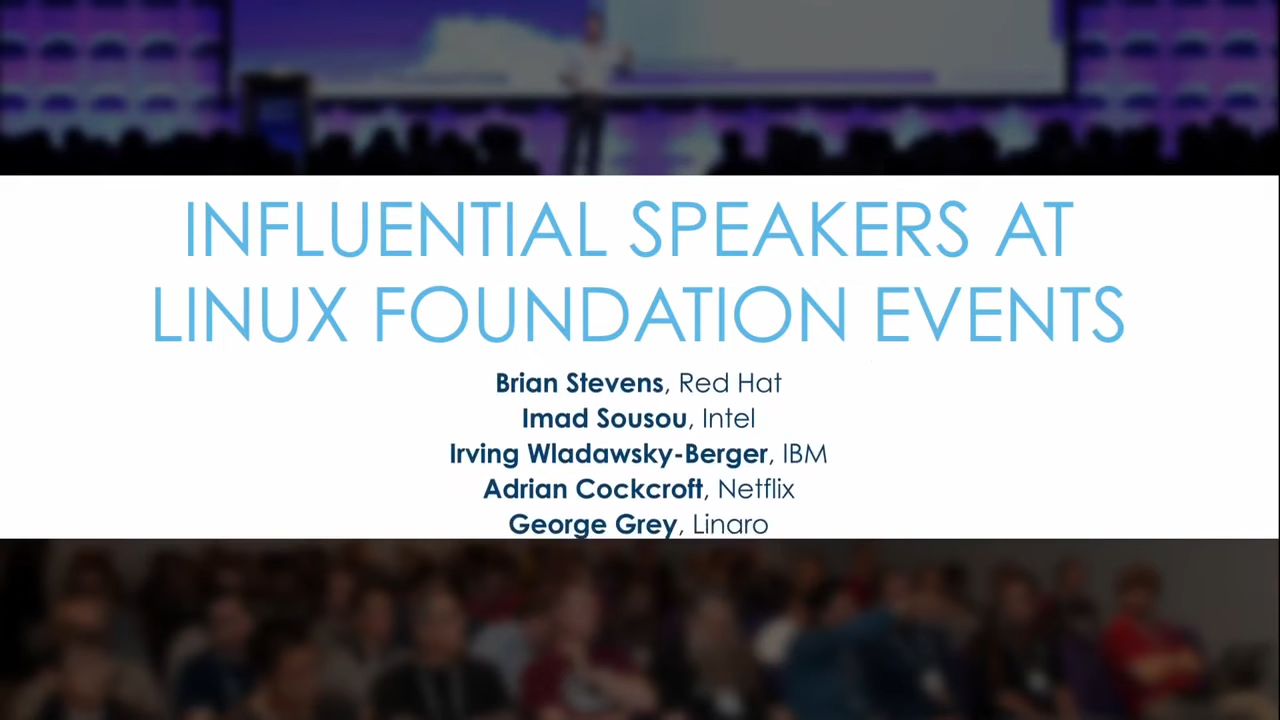 INFLUENTIAL SPEAKERS AT
LINUX FOUNDATION EVENTS
Brian Stevens, Red Hat
Imad Sousou, Intel
Irving Wladawsky-Berger, IBM
Adrian Cockcroft, Netflix
George Grey, Linaro